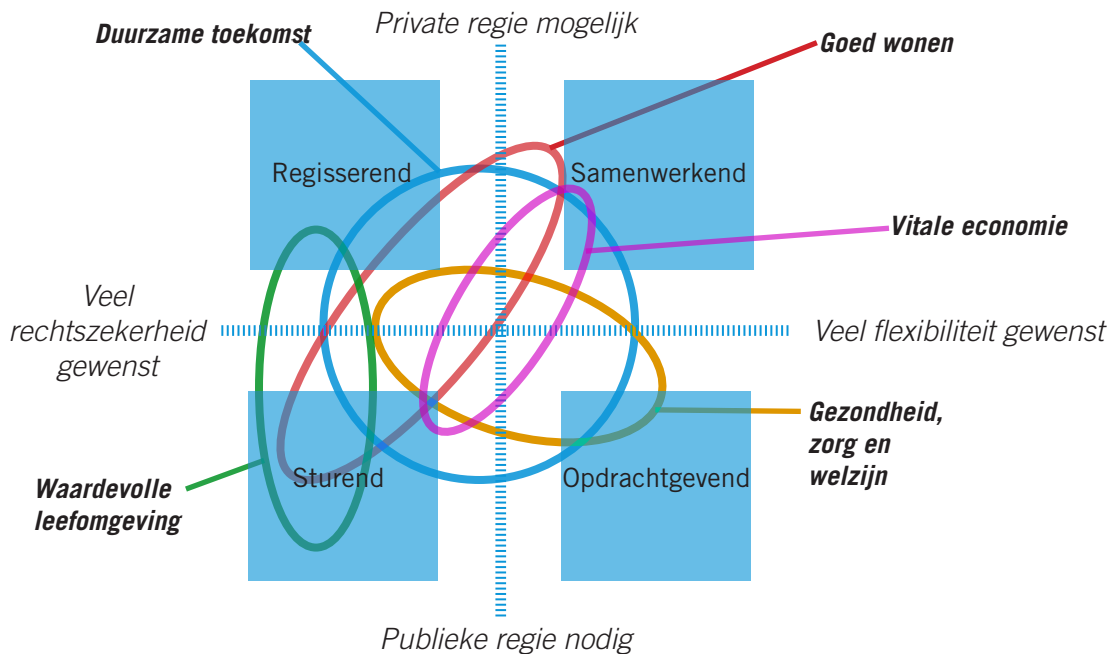 Private regie mogelijk
Duurzame toekomst
Goed wonen
Regisserend
Samenwerkend
Vitale economie
Veel
rechtszekerheid
gewenst
Veel flexibiliteit gewenst
Gezondheid,
zorg en
welzijn
Waardevolle
leefomgeving
Sturend
Opdrachtgevend
Publieke regie nodig